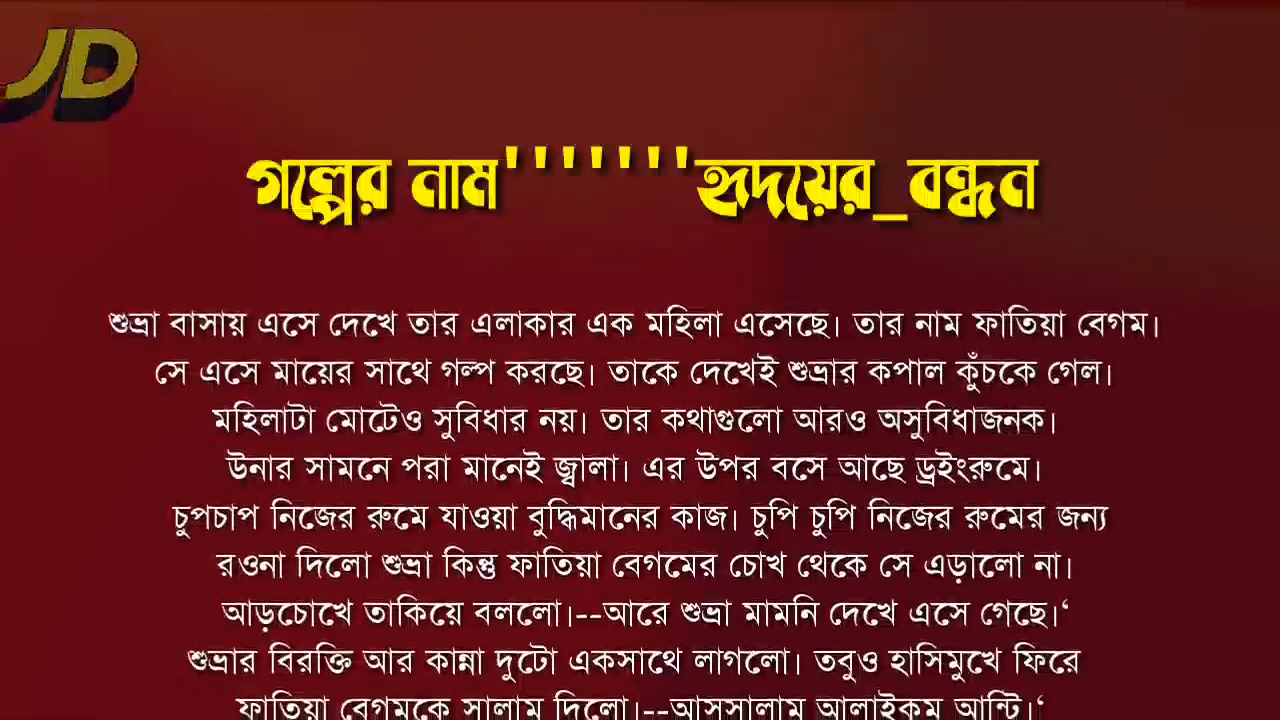 JD
গল্পের নাম'''''''হৃদয়ের_বন্ধন
শুভ্রা বাসায় এসে দেখে তার এলাকার এক মহিলা এসেছে। তার নাম ফাতিয়া বেগম।
সে এসে মায়ের সাথে গল্প করছে। তাকে দেখেই শুভ্রার কপাল কুঁচকে গেল।
মহিলাটা মোটেও সুবিধার নয়। তার কথাগুলো আরও অসুবিধাজনক।
উনার সামনে পরা মানেই জ্বালা। এর উপর বসে আছে ড্রইংরুমে।
চুপচাপ নিজের রুমে যাওয়া বুদ্ধিমানের কাজ। চুপি চুপি নিজের রুমের জন্য
রওনা দিলো শুভ্রা কিন্তু ফাতিয়া বেগমের চোখ থেকে সে এড়ালো না।
আড়চোখে তাকিয়ে বললো।--আরে শুভ্রা মামনি দেখে এসে গেছে।‘
শুভ্রার বিরক্তি আর কান্না দুটো একসাথে লাগলো। তবুও হাসিমুখে ফিরে
ফাতিয়া বেগমকে সালাম দিলো।--আসসালাম আলাইকুম আন্টি।‘